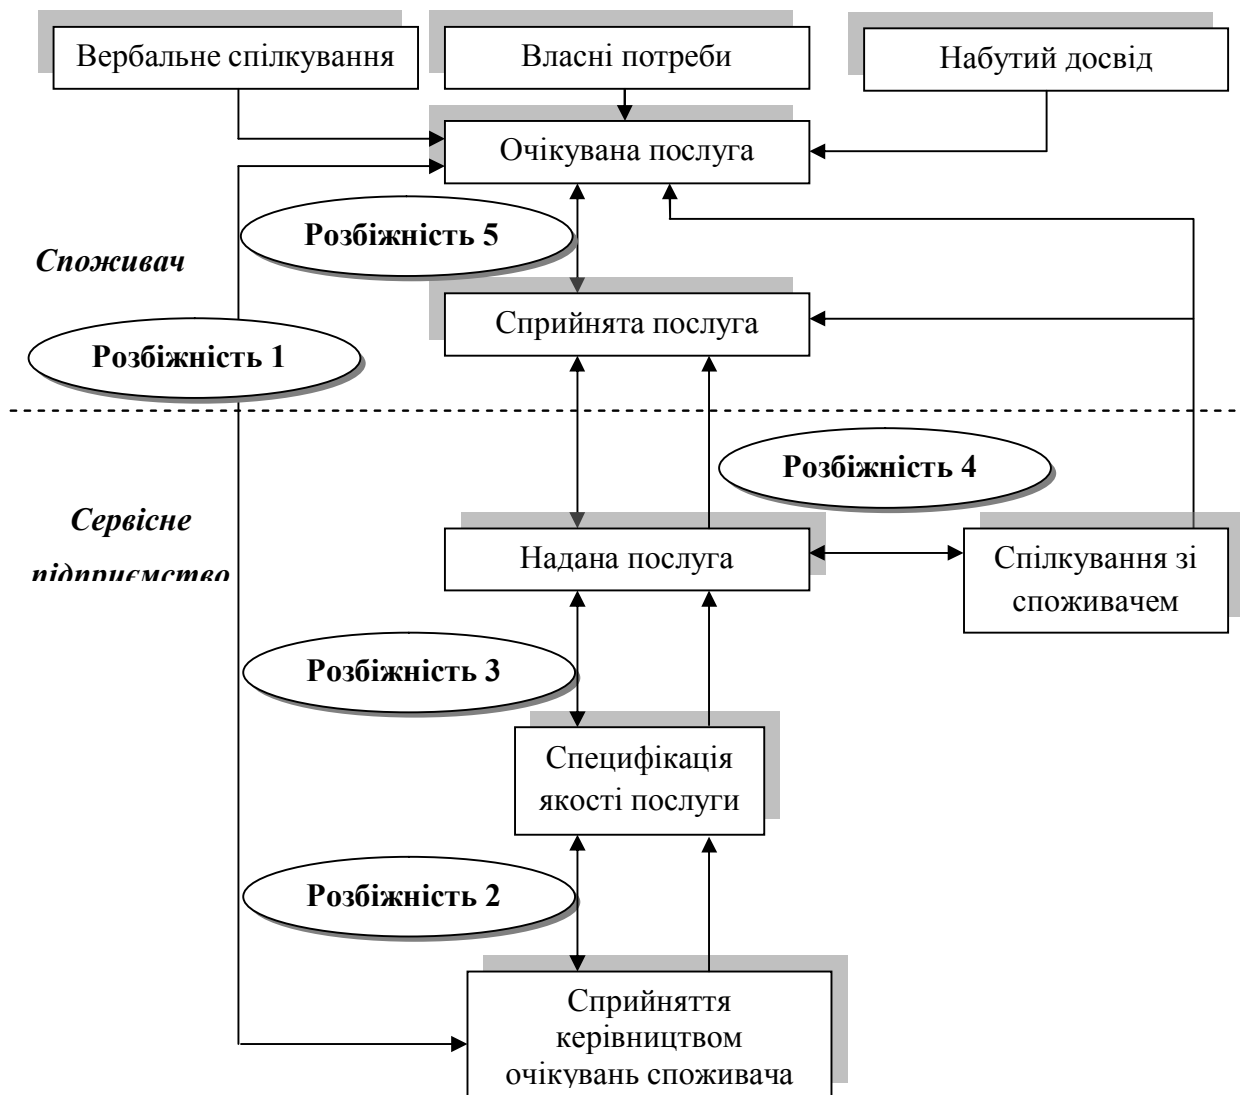 Вербальне спілкування
Власні потреби
Набутий досвід
Очікувана послуга
Розбіжність 5
Споживач
Сприйнята послуга
Розбіжність 1
Розбіжність 4
Сервісне
підприємство
Надана послуга
Спілкування зі
споживачем
Розбіжність 3
Специфікація
якості послуги
Розбіжність 2
Сприйняття
керівництвом
очікувань споживача